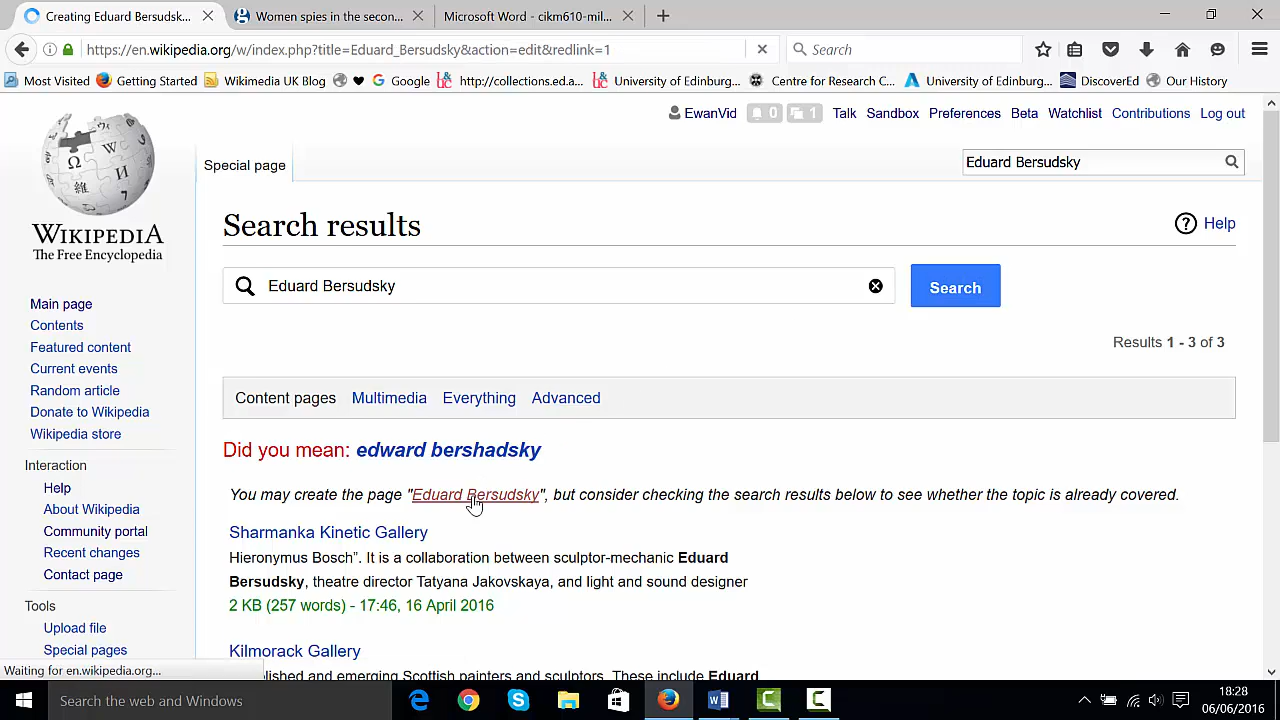 Creating Eduard Bersudsk...
Women spies in the secon...
Microsoft Word - cikm610-mil...
https://en.wikipedia.org/w/index.php?title=Eduard_Bersudsky&action=edit&redlink=1
Search
Most Visited
Getting Started
Wikimedia UK Blog
Google
http://collections.ed.a...
University of Edinburg...
Centre for Research C...
University of Edinburg...
DiscoverEd
Our History
EwanVid
0
1
Talk
Sandbox
Preferences
Beta
Watchlist
Contributions
Log out
WIKIPEDIA
The Free Encyclopedia
Special page
Eduard Bersudsky
Search results
Help
Eduard Bersudsky
Search
Results 1 - 3 of 3
Content pages
Multimedia
Everything
Advanced
Did you mean: edward bershadsky
You may create the page "Eduard Bersudsky", but consider checking the search results below to see whether the topic is already covered.
Sharmanka Kinetic Gallery
Hieronymus Bosch”. It is a collaboration between sculptor-mechanic Eduard
Bersudsky, theatre director Tatyana Jakovskaya, and light and sound designer
2 KB (257 words) - 17:46, 16 April 2016
Kilmorack Gallery
established and emerging Scottish painters and sculptors. These include Eduard
Main page
Contents
Featured content
Current events
Random article
Donate to Wikipedia
Wikipedia store
Interaction
Help
About Wikipedia
Community portal
Recent changes
Contact page
Tools
Upload file
Special pages
Waiting for en.wikipedia.org...
Search the web and Windows
18:28
06/06/2016